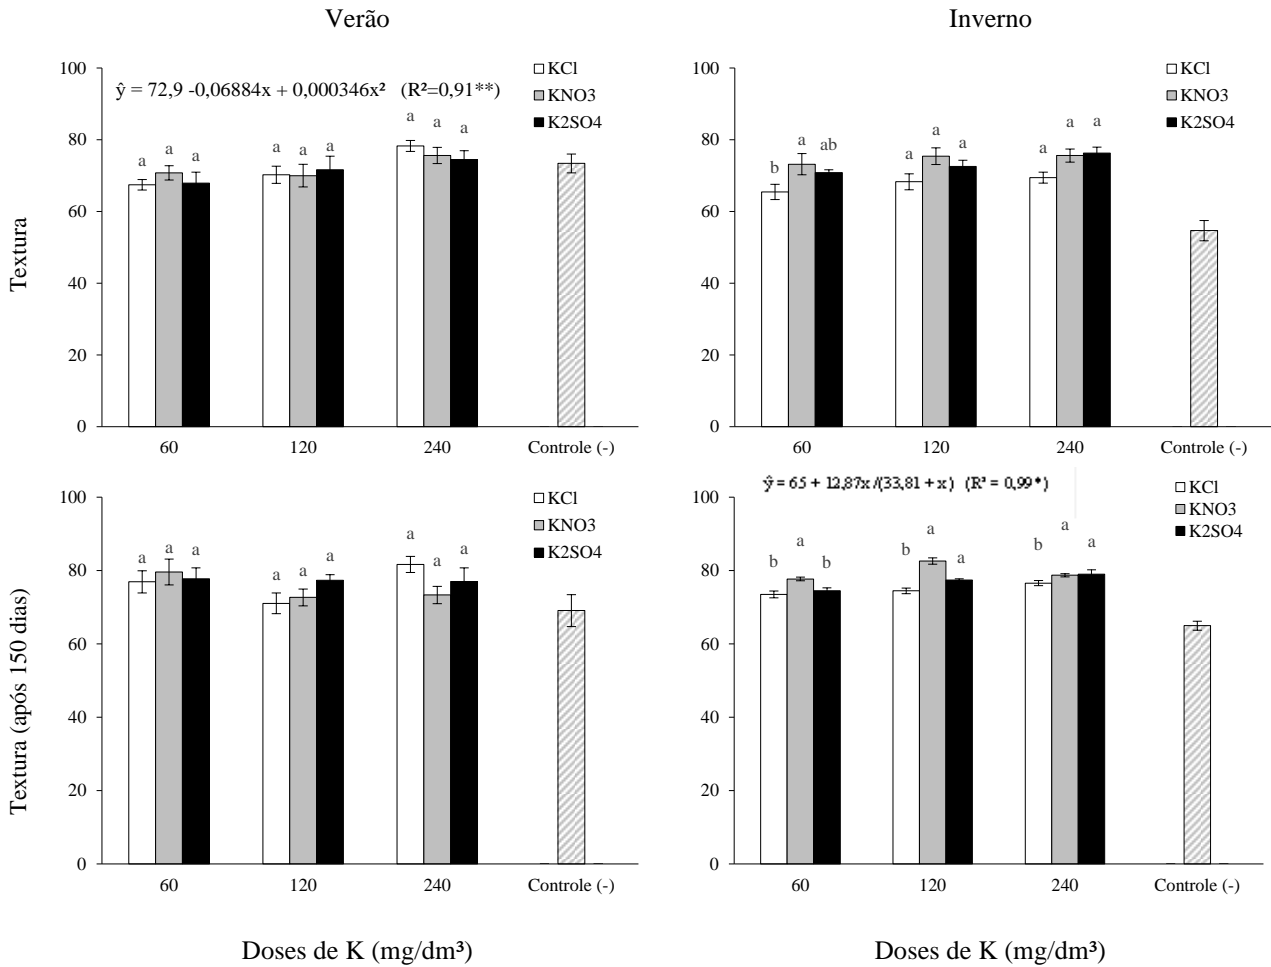 Verão
Inverno
Textura
100
80
60
40
20
0
ŷ = 72,9 -0,06884x + 0,000346x² (R²=0,91**)
KCl
KNO3
K2SO4
a a a
a a a
a a a
60 120 240 Controle (-)
100
80
60
40
20
0
KCl
KNO3
K2SO4
b a ab
a a a
a a a
60 120 240 Controle (-)
Textura (após 150 dias)
100
80
60
40
20
0
KCl
KNO3
K2SO4
a a a
a a a
a a a
60 120 240 Controle (-)
ŷ = 65 + 12,87x /(33,81 + x) (R² = 0,99*)
100
80
60
40
20
0
KCl
KNO3
K2SO4
b a b
b a a
b a a
60 120 240 Controle (-)
Doses de K (mg/dm³)
Doses de K (mg/dm³)